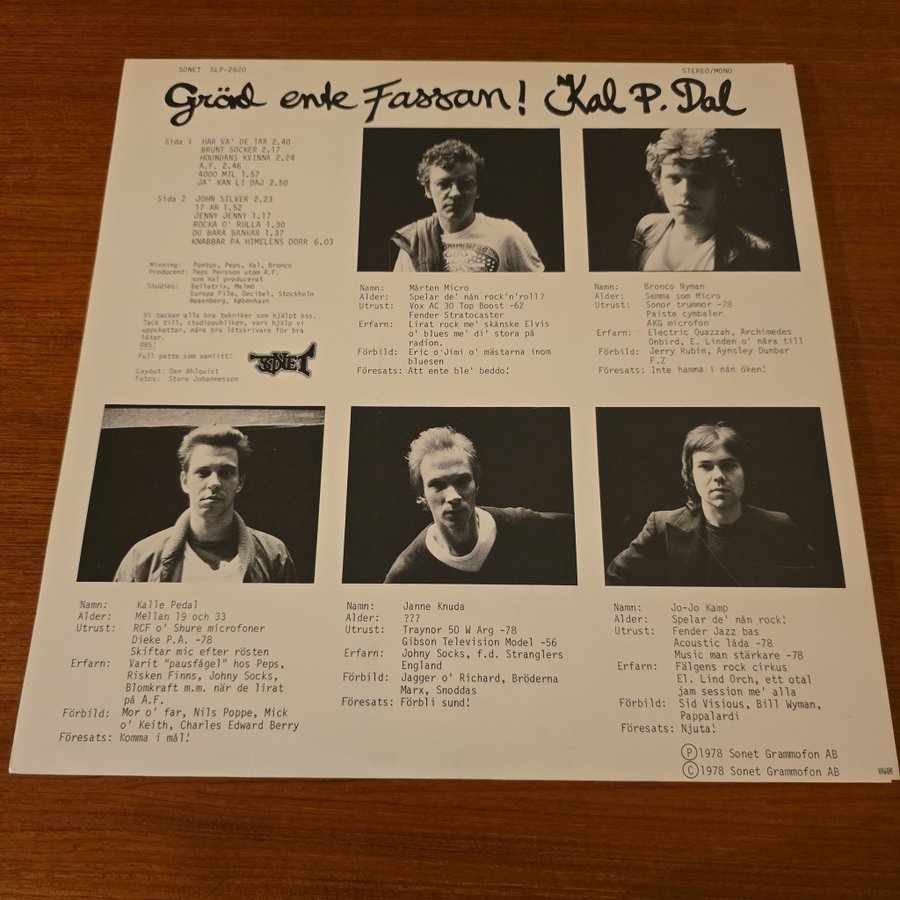 SONET SLP-2620
STEREO/MONO
Gröd ente Fassan! Kal P. Dal
Sida 1 HAR VA' DE TAR 2.40
BRUNT SOCKER 2.17
HOUNDANS KVINNA 2.24
A.F. 2.46
4000 MIL 1.57
JA' KAN LI DAJ 2.50
Sida 2 JOHN SILVER 2.23
17 ÅR 1.52
JENNY JENNY 1.17
ROCKA O' RULLA 1.30
DU BARA BANKAR 1.37
KNABBAR PA HIMELENS DÖRR 6.03
Mixning: Pontus, Peps, Kal, Bronco
Producent: Peps Persson utom A.F.
som Kal producerat
Studios: Bellatrix, Malmö
Europa Film, Decibel, Stockholm
Rosenberg, København
Vi tackar alla bra tekniker som hjälpt oss.
Tack till, studiepubliken, vars hjälp vi
uppskattar, våra bra låtskrivare för bra
låtar.
OBS!
Full patte som vanlitt!
SONET
Layout: Dan Ahlquist
Fotos: Sture Johannesson
Namn: Mårten Micro
Ålder: Spelar de' nån rock'n'roll?
Utrust: Vox AC 30 Top Boost -62
Fender Stratocaster
Erfarn: Lirat rock me' skånske Elvis
o' blues me' di' stora på
radion.
Förbild: Eric o'Jimi o' mästarna inom
bluesen
Föresats: Att ente ble' beddo!
Namn: Bronco Nyman
Ålder: Samma som Micro
Utrust: Sonor trummor -78
Paiste cymbaler
AKG microfon
Erfarn: Electric Quazzah, Archimedes
Onbird, E. Linden o' nåra till
Förbild: Jerry Rubin, Aynsley Dunbar
F.Z
Föresats: Inte hamna i nån öken!
Namn: Kalle Pedal
Ålder: Mellan 19 och 33
Utrust: RCF o' Shure microfoner
Dieke P.A. -78
Skiftar mic efter rösten
Erfarn: Varit "pausfågel" hos Peps,
Risken Finns, Johny Socks,
Blomkraft m.m. när de lirat
på A.F.
Förbild: Mor o' far, Nils Poppe, Mick
o' Keith, Charles Edward Berry
Föresats: Komma i mål!
Namn: Janne Knuda
Ålder: ???
Utrust: Traynor 50 W Arg -78
Gibson Television Model -56
Erfarn: Johny Socks, f.d. Stranglers
England
Förbild: Jagger o' Richard, Bröderna
Marx, Snoddas
Föresats: Förbli sund!
Namn: Jo-Jo Kamp
Ålder: Spelar de' nån rock!
Utrust: Fender Jazz bas
Acoustic låda -78
Music man stärkare -78
Erfarn: Fälgens rock cirkus
El. Lind Orch, ett otal
jam session me' alla
Förbild: Sid Visious, Bill Wyman,
Pappalardi
Föresats: Njuta!
Ⓟ1978 Sonet Grammofon AB
Ⓒ1978 Sonet Grammofon AB